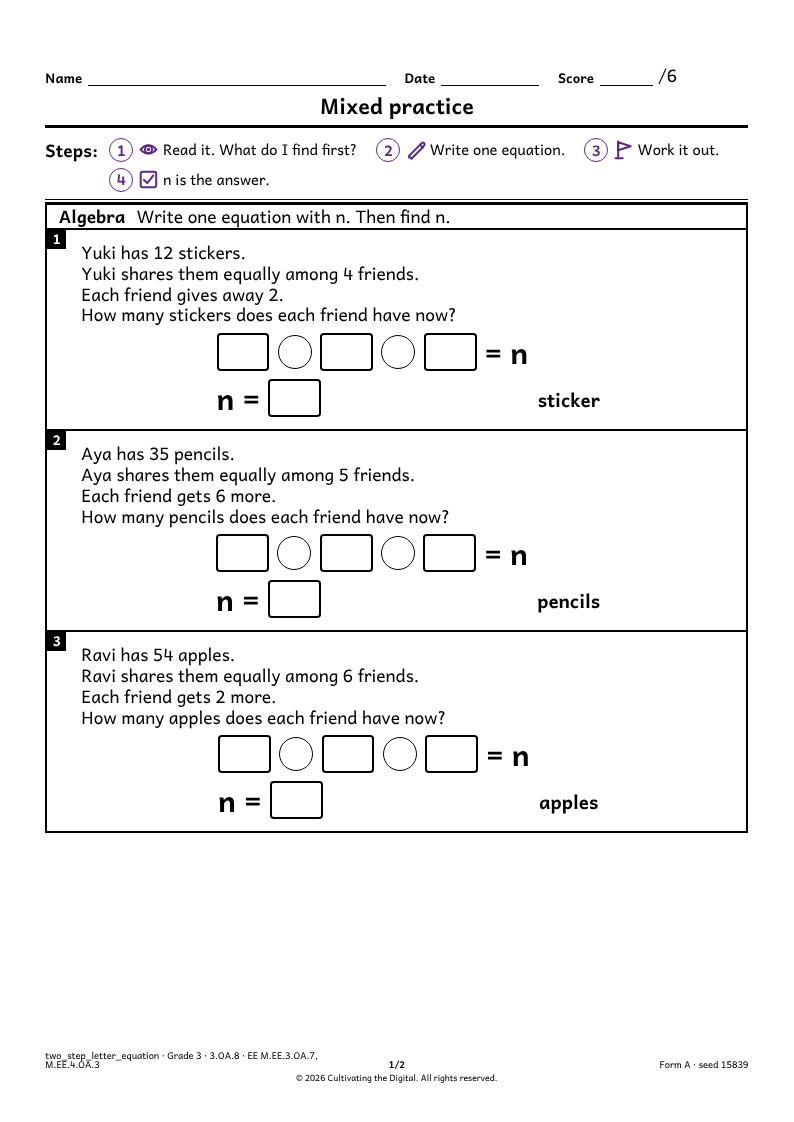 Name Date Score /6
Mixed practice
Steps: 1 Read it. What do I find first? 2 Write one equation. 3 Work it out.
4 n is the answer.
Algebra Write one equation with n. Then find n.
1
Yuki has 12 stickers.
Yuki shares them equally among 4 friends.
Each friend gives away 2.
How many stickers does each friend have now?
= n
n = sticker
2
Aya has 35 pencils.
Aya shares them equally among 5 friends.
Each friend gets 6 more.
How many pencils does each friend have now?
= n
n = pencils
3
Ravi has 54 apples.
Ravi shares them equally among 6 friends.
Each friend gets 2 more.
How many apples does each friend have now?
= n
n = apples
two_step_letter_equation · Grade 3 · 3.OA.8 · EE M.EE.3.OA.7,
M.EE.4.OA.3 1/2 Form A · seed 15839
© 2026 Cultivating the Digital. All rights reserved.